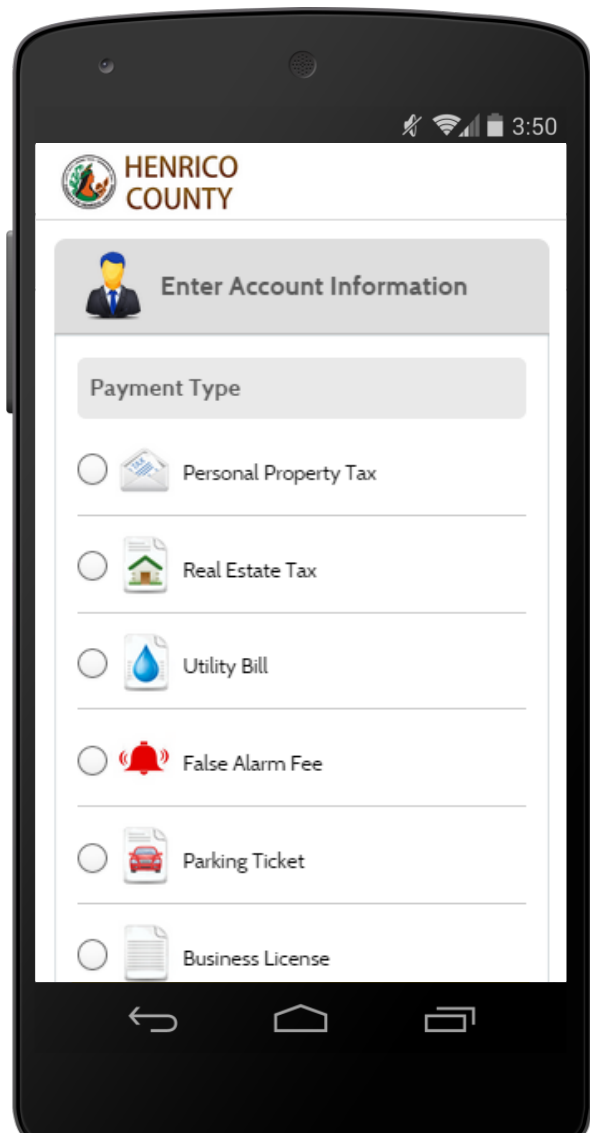 3:50
HENRICO
COUNTY
Enter Account Information
Payment Type
Personal Property Tax
Real Estate Tax
Utility Bill
False Alarm Fee
Parking Ticket
Business License